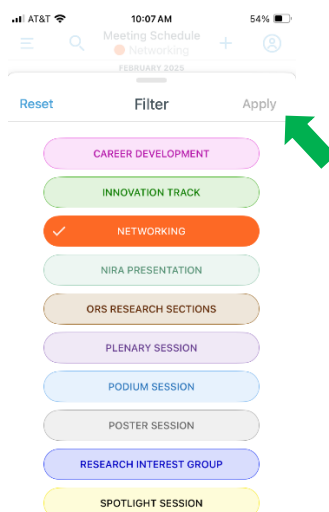 AT&T 10:07 AM 54%
Meeting Schedule
Networking
FEBRUARY 2025
Reset Filter Apply
CAREER DEVELOPMENT
INNOVATION TRACK
NETWORKING
NIRA PRESENTATION
ORS RESEARCH SECTIONS
PLENARY SESSION
PODIUM SESSION
POSTER SESSION
RESEARCH INTEREST GROUP
SPOTLIGHT SESSION